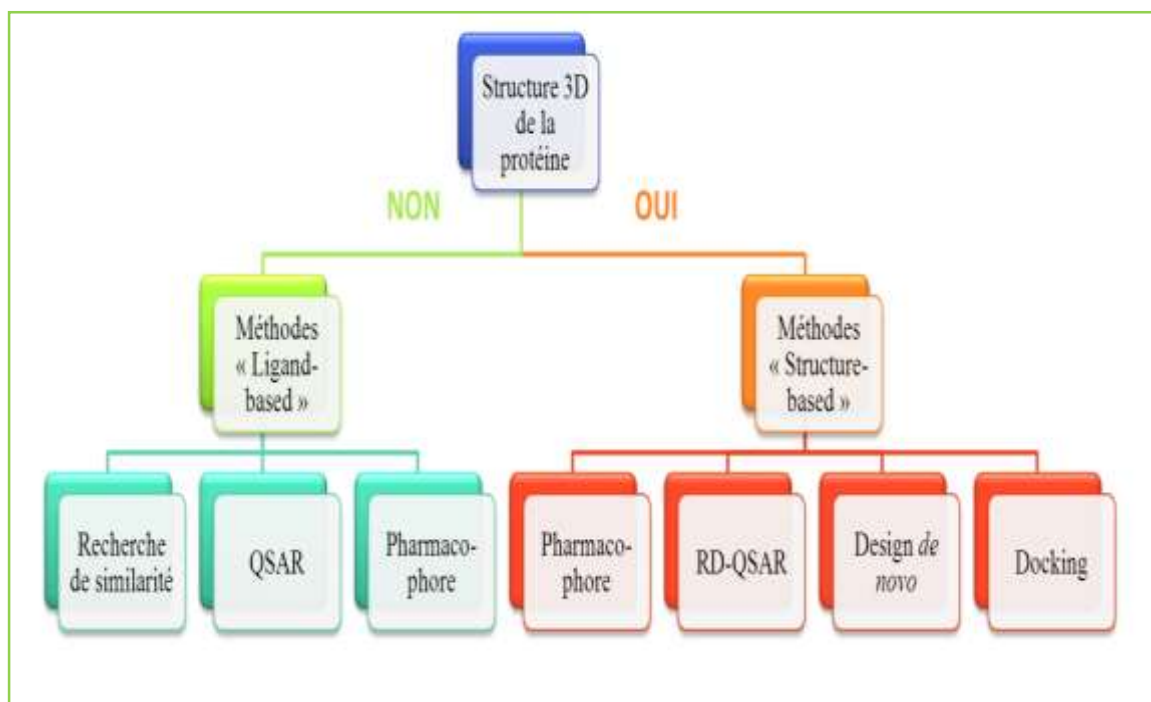 Structure 3D
de la
protéine
NON
OUI
Méthodes
« Ligand-
based »
Méthodes
« Structure-
based »
Recherche
de similarité
QSAR
Pharmaco-
phore
Pharmaco-
phore
RD-QSAR
Design de
novo
Docking